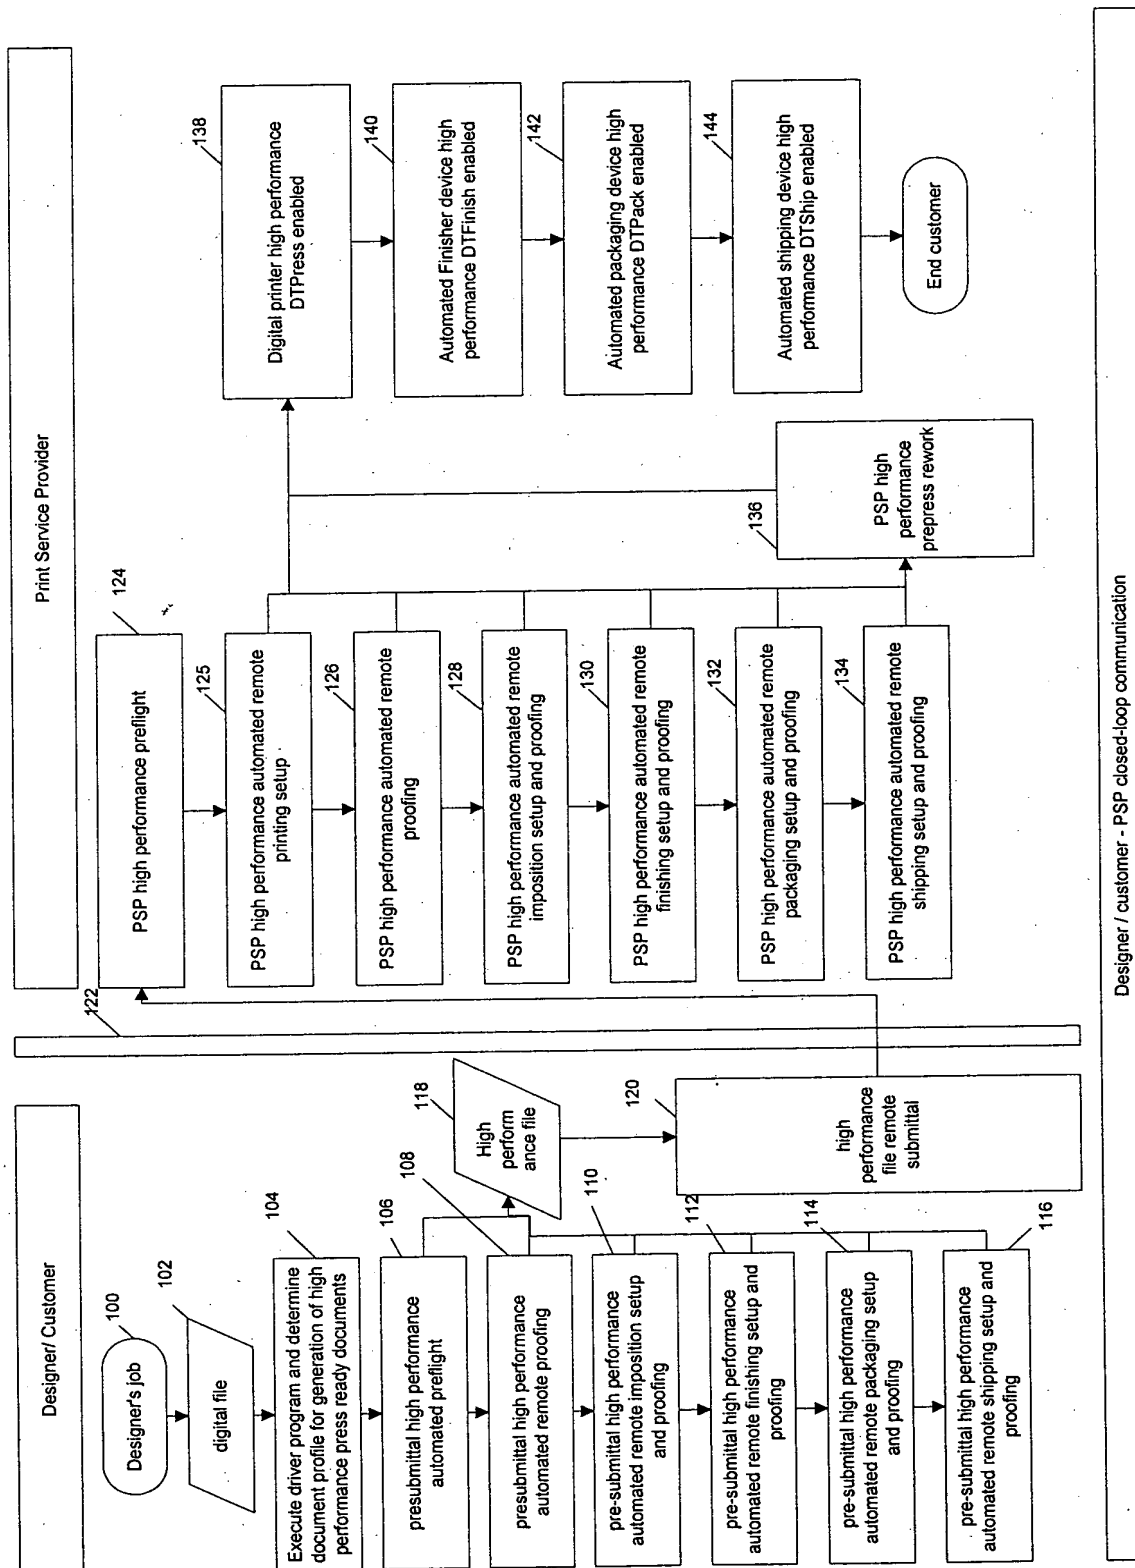 Designer/ Customer
Print Service Provider
100
Designer's job
102
digital file
104
Execute driver program and determine
document profile for generation of high
performance press ready documents
106
presubmittal high performance
automated preflight
108
presubmittal high performance
automated remote proofing
110
pre-submittal high performance
automated remote imposition setup
and proofing
112
pre-submittal high performance
automated remote finishing setup and
proofing
114
pre-submittal high performance
automated remote packaging setup
and proofing
116
pre-submittal high performance
automated remote shipping setup and
proofing
118
High
perform
ance file
120
high
performance
file remote
submittal
122
124
PSP high performance preflight
125
PSP high performance automated remote
printing setup
126
PSP high performance automated remote
proofing
128
PSP high performance automated remote
imposition setup and proofing
130
PSP high performance automated remote
finishing setup and proofing
132
PSP high performance automated remote
packaging setup and proofing
134
PSP high performance automated remote
shipping setup and proofing
136
PSP high
performance
prepress rework
138
Digital printer high performance
DTPress enabled
140
Automated Finisher device high
performance DTFinish enabled
142
Automated packaging device high
performance DTPack enabled
144
Automated shipping device high
performance DTShip enabled
End customer
Designer / customer - PSP closed-loop communication